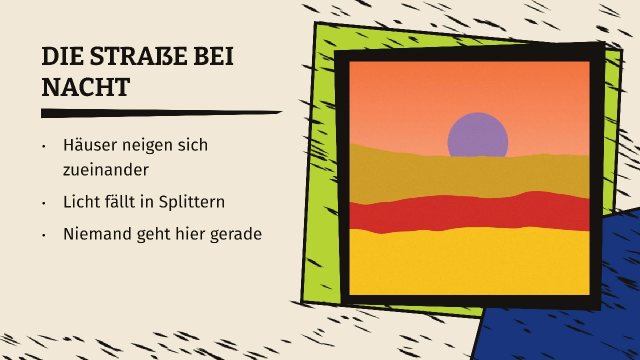 DIE STRAẞE BEI
NACHT
• Häuser neigen sich
zueinander
• Licht fällt in Splittern
• Niemand geht hier gerade